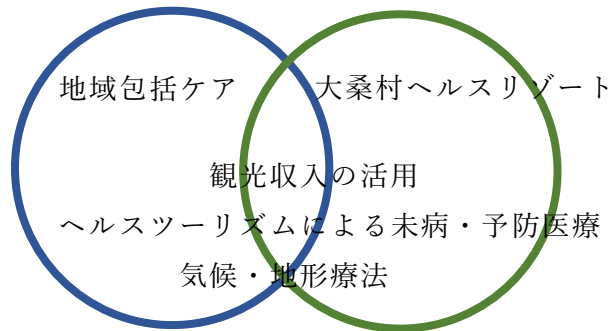 地域包括ケア
大桑村ヘルスリゾート
観光収入の活用
ヘルスツーリズムによる未病・予防医療
気候・地形療法